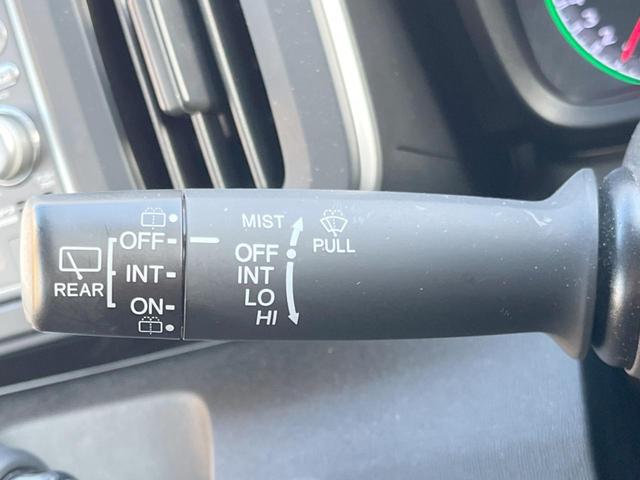 REAR
OFF
INT
ON
MIST
OFF
INT
LO
HI
PULL